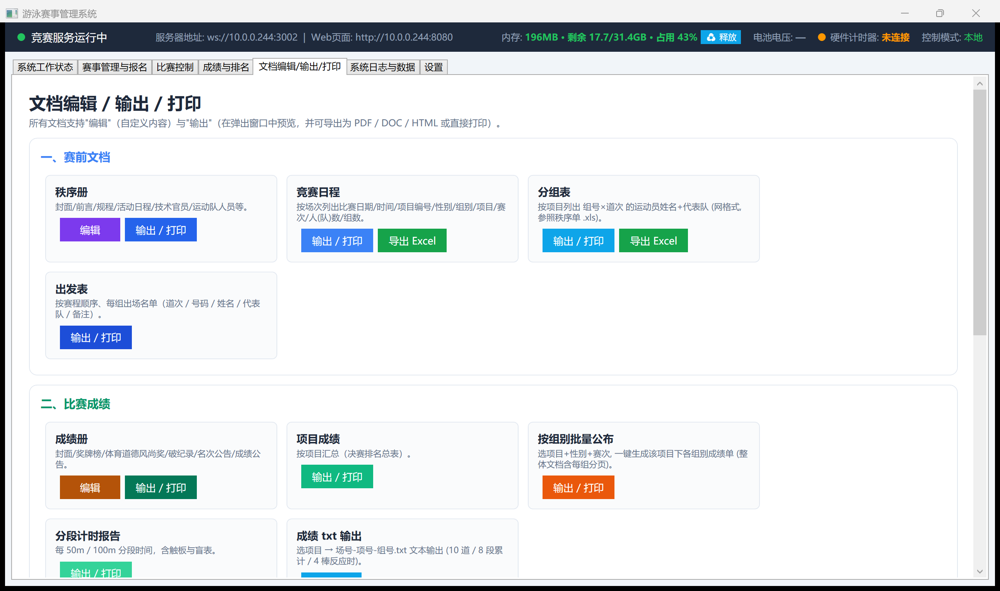 游泳赛事管理系统
竞赛服务运行中 服务器地址: ws://10.0.0.244:3002 | Web页面: http://10.0.0.244:8080 内存: 196MB • 剩余 17.7/31.4GB • 占用 43% ♻ 释放 电池电压: — 硬件计时器: 未连接 控制模式: 本地
系统工作状态 赛事管理与报名 比赛控制 成绩与排名 文档编辑/输出/打印 系统日志与数据 设置
文档编辑 / 输出 / 打印
所有文档支持"编辑"（自定义内容）与"输出"（在弹出窗口中预览，并可导出为 PDF / DOC / HTML 或直接打印）。
一、赛前文档
秩序册
封面/前言/规程/活动日程/技术官员/运动队人员等。
编辑 输出 / 打印
竞赛日程
按场次列出比赛日期/时间/项目编号/性别/组别/项目/赛
次/人(队)数/组数。
输出 / 打印 导出 Excel
分组表
按项目列出 组号×道次 的运动员姓名+代表队 (网格式,
参照秩序单 .xls)。
输出 / 打印 导出 Excel
出发表
按赛程顺序、每组出场名单（道次 / 号码 / 姓名 / 代表
队 / 备注）。
输出 / 打印
二、比赛成绩
成绩册
封面/奖牌榜/体育道德风尚奖/破纪录/名次公告/成绩公
告。
编辑 输出 / 打印
项目成绩
按项目汇总（决赛排名总表）。
输出 / 打印
按组别批量公布
选项目+性别+赛次, 一键生成该项目下各组别成绩单 (整
体文档含每组分页)。
输出 / 打印
分段计时报告
每 50m / 100m 分段时间，含触板与盲表。
输出 / 打印
成绩 txt 输出
选项目 → 场号-项号-组号.txt 文本输出 (10 道 / 8 段累
计 / 4 棒反应时)。